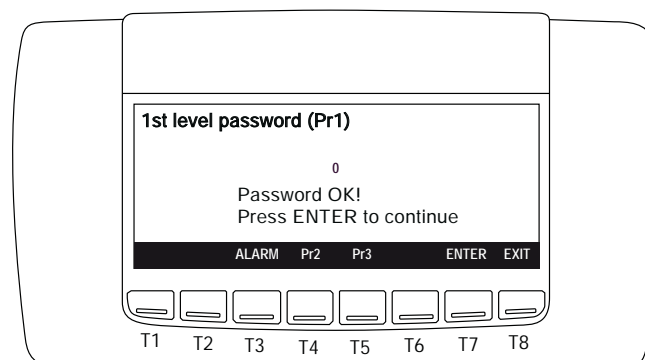 1st level password (Pr1)
0
Password OK!
Press ENTER to continue
ALARM Pr2 Pr3 ENTER EXIT
T1 T2 T3 T4 T5 T6 T7 T8